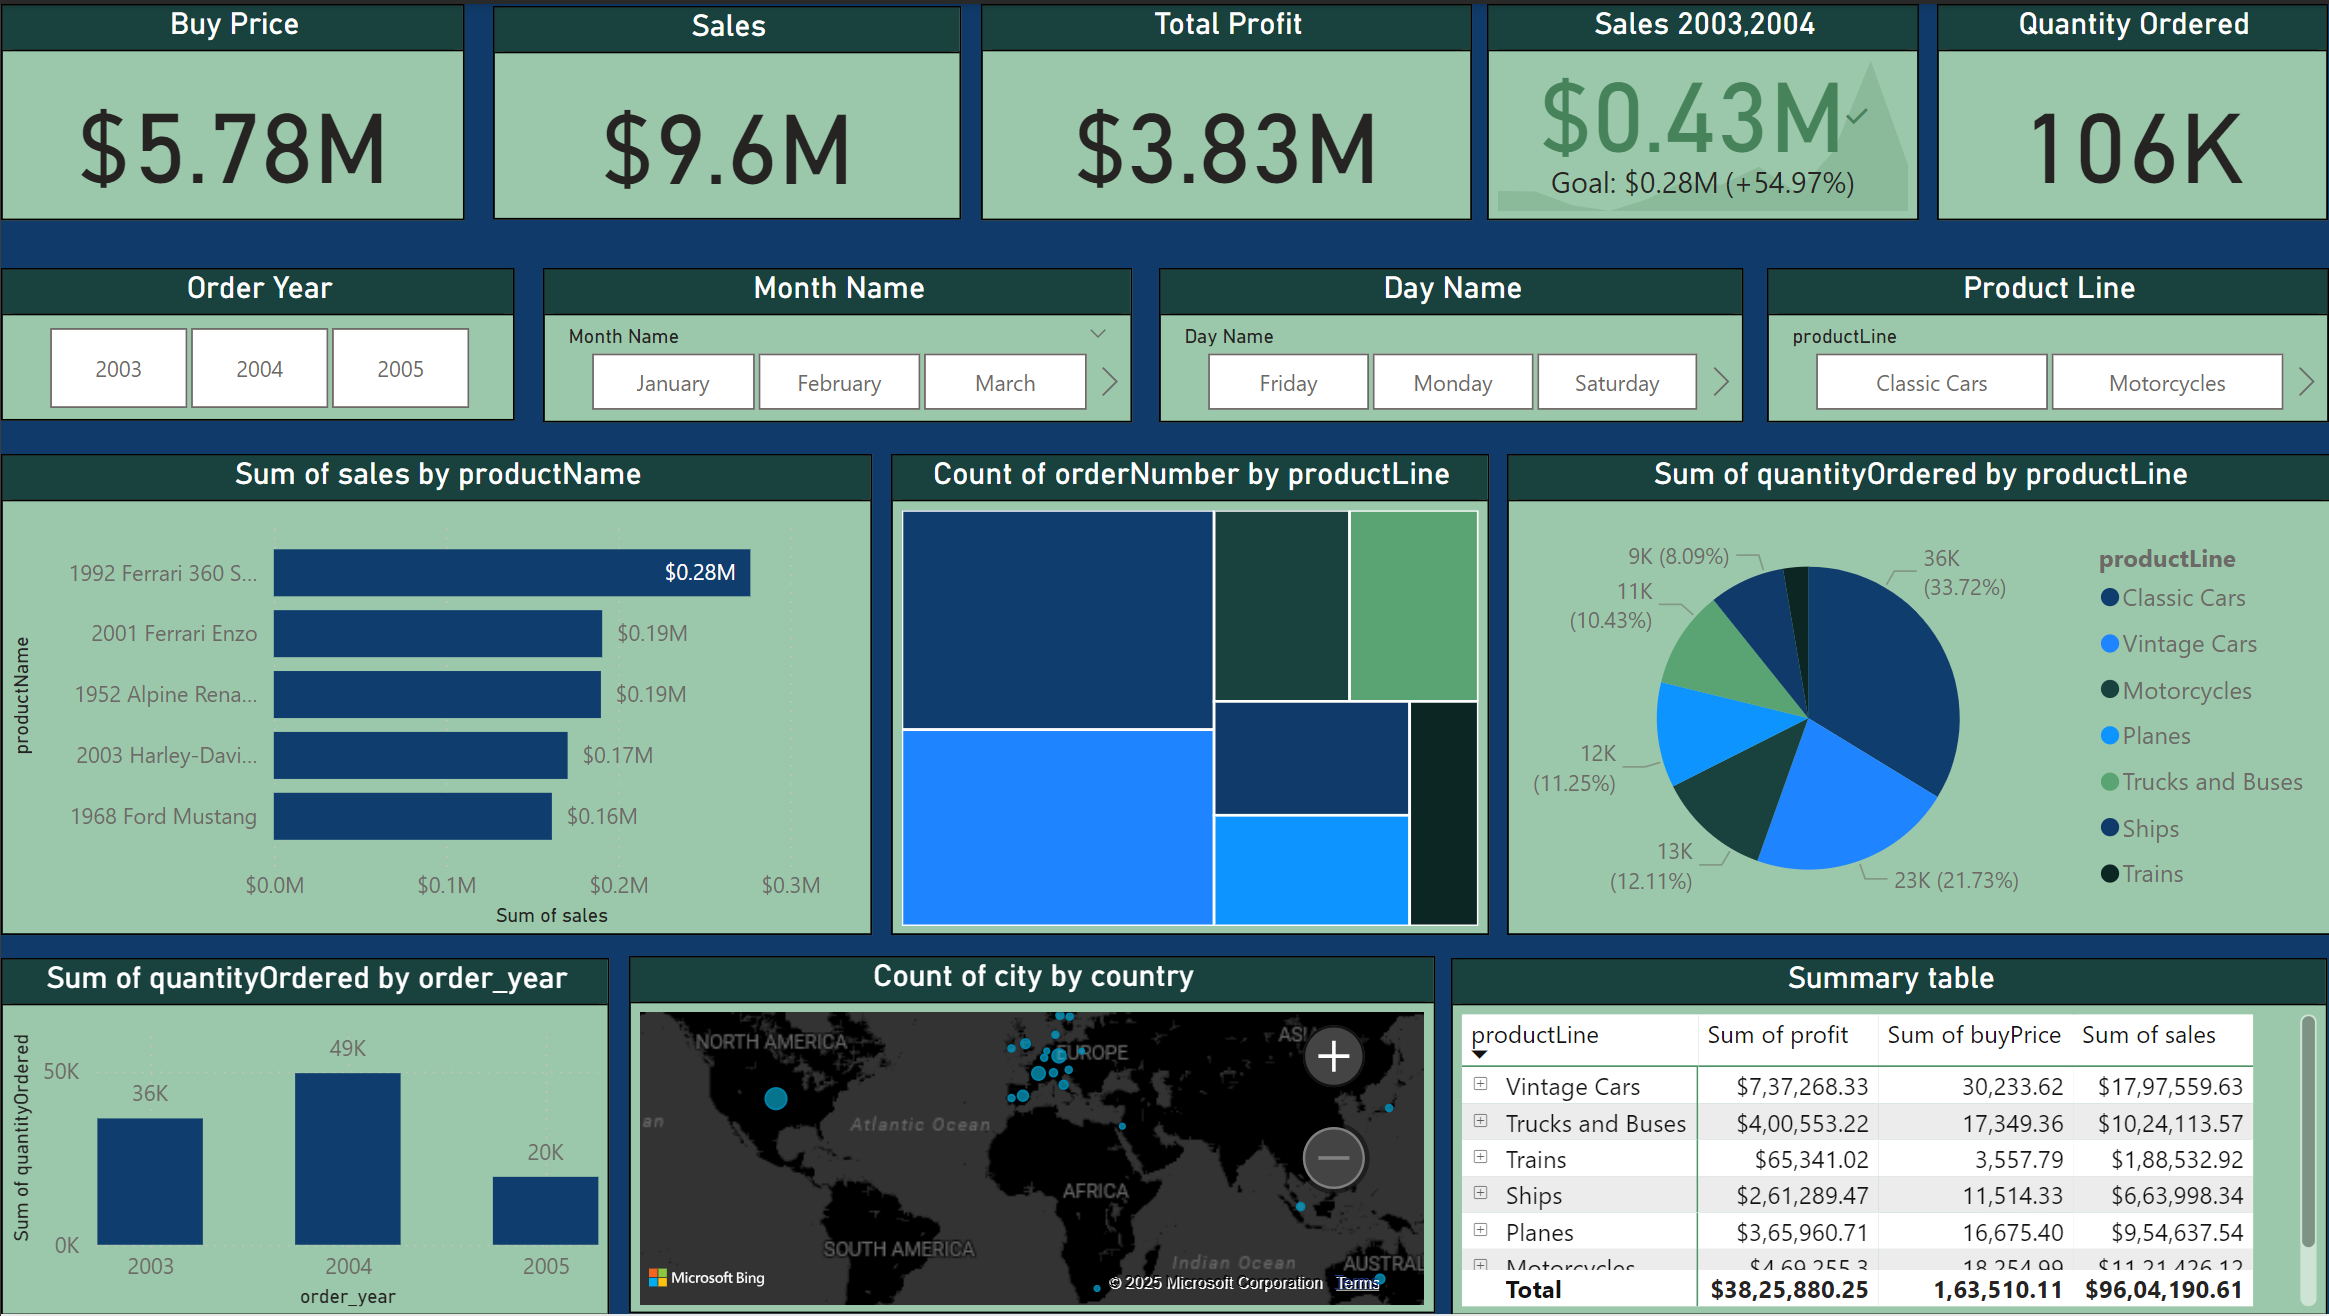 Buy Price
$5.78M
Sales
$9.6M
Total Profit
$3.83M
Sales 2003,2004
$0.43M
Goal: $0.28M (+54.97%)
Quantity Ordered
106K
Order Year
2003 2004 2005
Month Name
Month Name
January February March
Day Name
Day Name
Friday Monday Saturday
Product Line
productLine
Classic Cars Motorcycles
Sum of sales by productName
productName
1992 Ferrari 360 S... $0.28M
2001 Ferrari Enzo $0.19M
1952 Alpine Rena... $0.19M
2003 Harley-Davi... $0.17M
1968 Ford Mustang $0.16M
$0.0M $0.1M $0.2M $0.3M
Sum of sales
Count of orderNumber by productLine
Sum of quantityOrdered by productLine
9K (8.09%)
11K
(10.43%)
12K
(11.25%)
13K
(12.11%)
36K
(33.72%)
23K (21.73%)
productLine
Classic Cars
Vintage Cars
Motorcycles
Planes
Trucks and Buses
Ships
Trains
Sum of quantityOrdered by order_year
Sum of quantityOrdered
50K
0K
36K
49K
20K
2003 2004 2005
order_year
Count of city by country
NORTH AMERICA
EUROPE
ASI
an
Atlantic Ocean
AFRICA
SOUTH AMERICA
Indian Ocean
AUSTRAL
Microsoft Bing
© 2025 Microsoft Corporation Terms
Summary table
productLine Sum of profit Sum of buyPrice Sum of sales
Vintage Cars $7,37,268.33 30,233.62 $17,97,559.63
Trucks and Buses $4,00,553.22 17,349.36 $10,24,113.57
Trains $65,341.02 3,557.79 $1,88,532.92
Ships $2,61,289.47 11,514.33 $6,63,998.34
Planes $3,65,960.71 16,675.40 $9,54,637.54
Motorcycles $4,69,255.3 18,254.99 $11,21,426.12
Total $38,25,880.25 1,63,510.11 $96,04,190.61